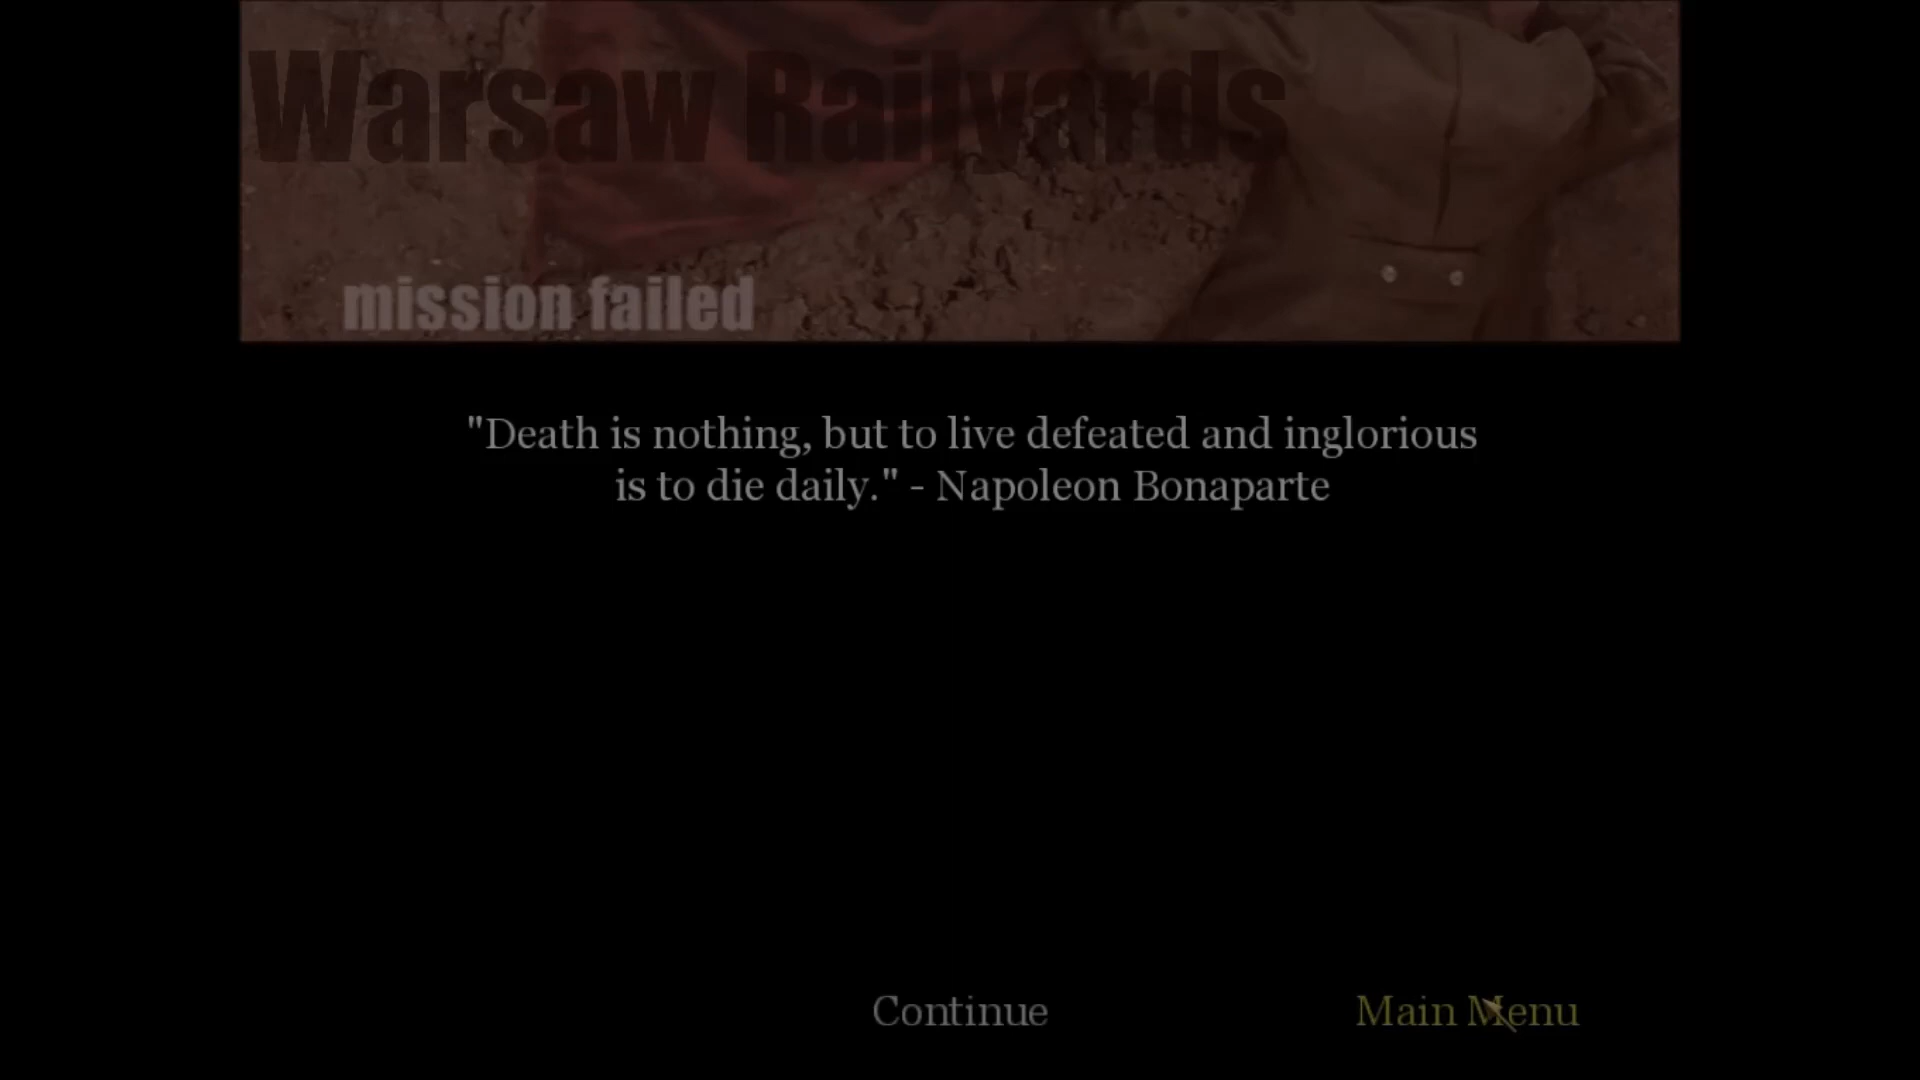 Warsaw Railyards
mission failed
"Death is nothing, but to live defeated and inglorious
is to die daily." - Napoleon Bonaparte
Continue
Main Menu